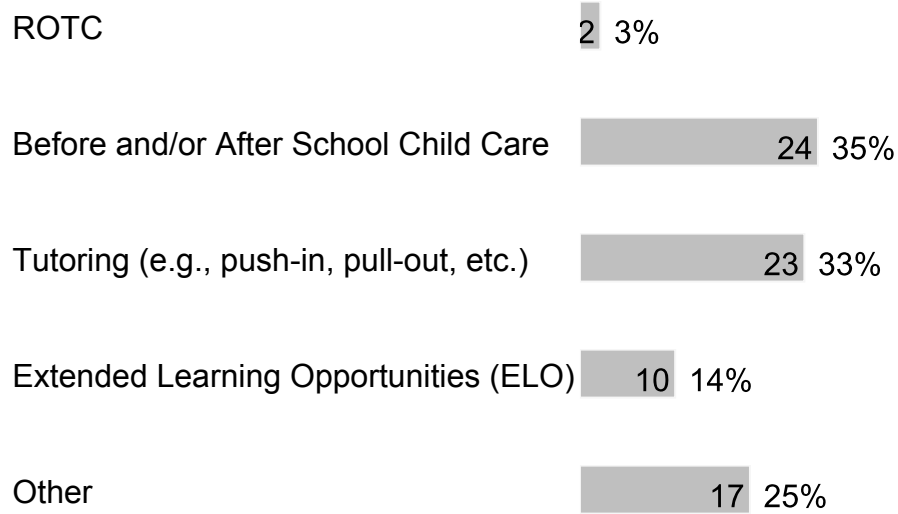 ROTC 2 3%
Before and/or After School Child Care 24 35%
Tutoring (e.g., push-in, pull-out, etc.) 23 33%
Extended Learning Opportunities (ELO) 10 14%
Other 17 25%